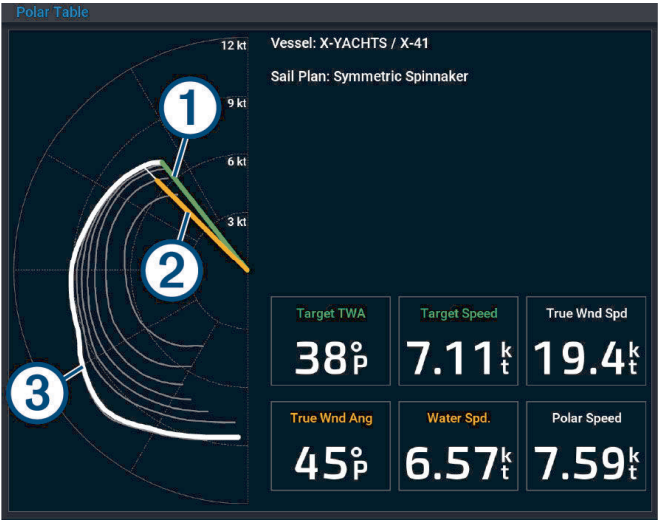 Polar Table
12 kt
9 kt
6 kt
3 kt
1
2
3
Vessel: X-YACHTS / X-41
Sail Plan: Symmetric Spinnaker
Target TWA
38°P
Target Speed
7.11kt
True Wnd Spd
19.4kt
True Wnd Ang
45°P
Water Spd.
6.57kt
Polar Speed
7.59kt